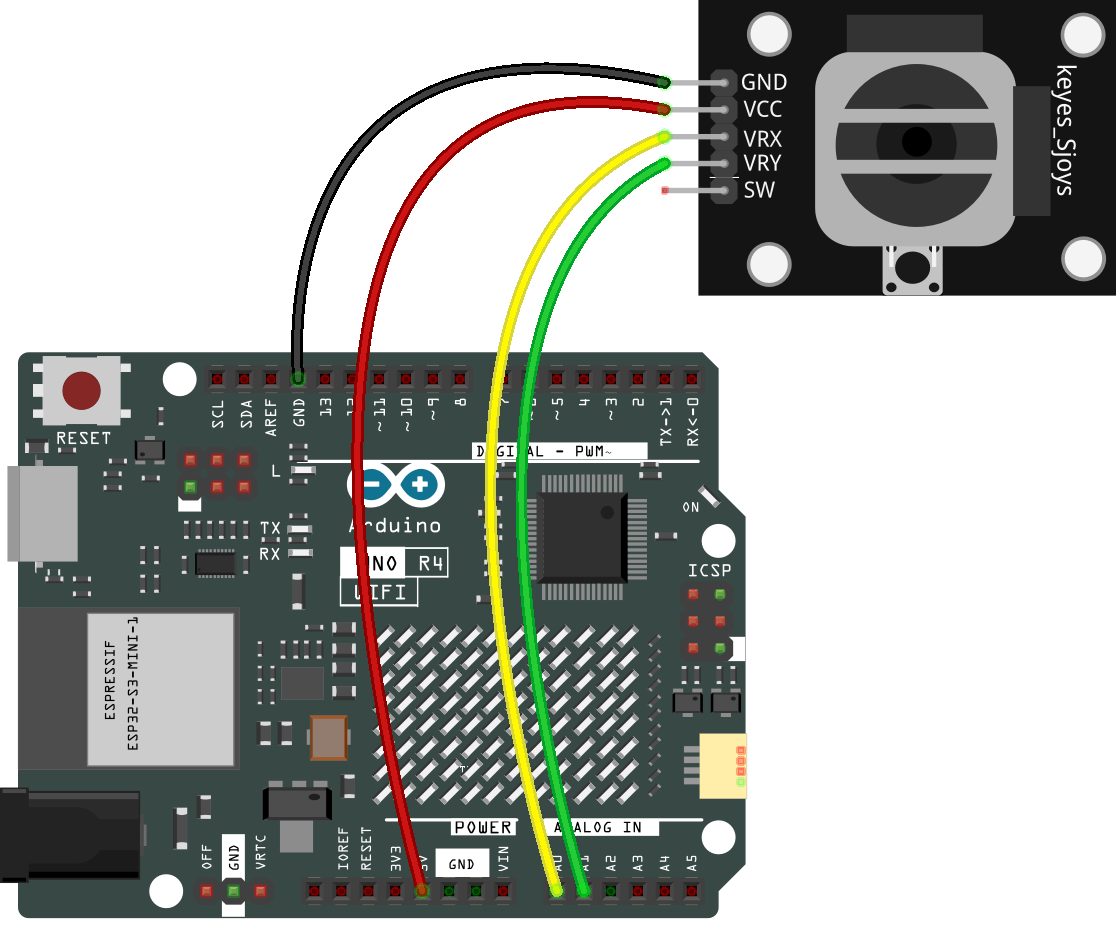 GND
VCC
VRX
VRY
SW
keyes_Sjoys
RESET
SCL
SDA
AREF
GND
13
12
~11
~10
~9
8
7
~5
4
~3
2
TX->1
RX<-0
DIGITAL - PWM~
L
TX
RX
Arduino
UNO R4
WIFI
ON
ICSP
ESPRESSIF
ESP32-S3-MINI-1
POWER
ANALOG IN
OFF
GND
VRTC
IOREF
RESET
3V3
5V
GND
VIN
A0
A1
A2
A3
A4
A5